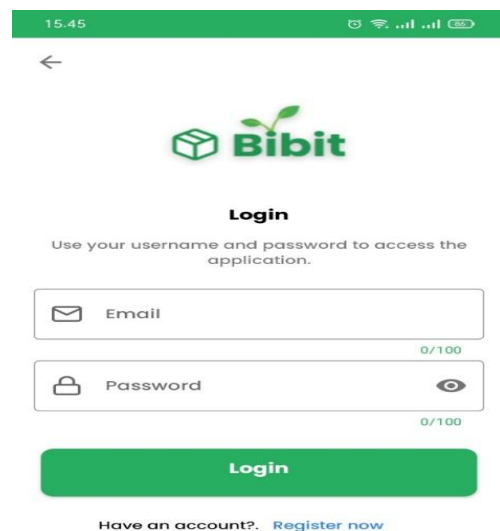 15.45
86
Bibit
Login
Use your username and password to access the
application.
Email
0/100
Password
0/100
Login
Have an account?. Register now